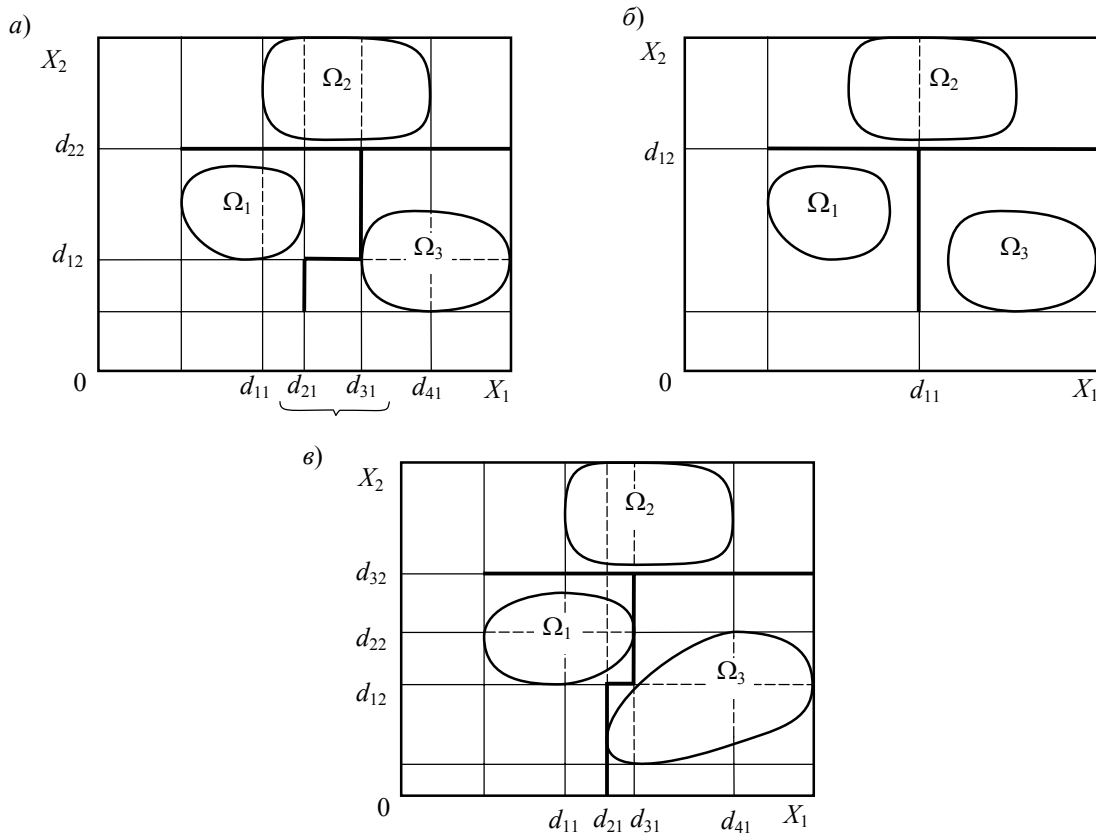 а)
X₂
Ω₂
d₂₂
Ω₁
Ω₃
d₁₂
0
d₁₁ d₂₁ d₃₁ d₄₁ X₁
б)
X₂
Ω₂
d₁₂
Ω₁
Ω₃
0
d₁₁ X₁
в)
X₂
Ω₂
d₃₂
Ω₁
d₂₂
Ω₃
d₁₂
0
d₁₁ d₂₁ d₃₁ d₄₁ X₁